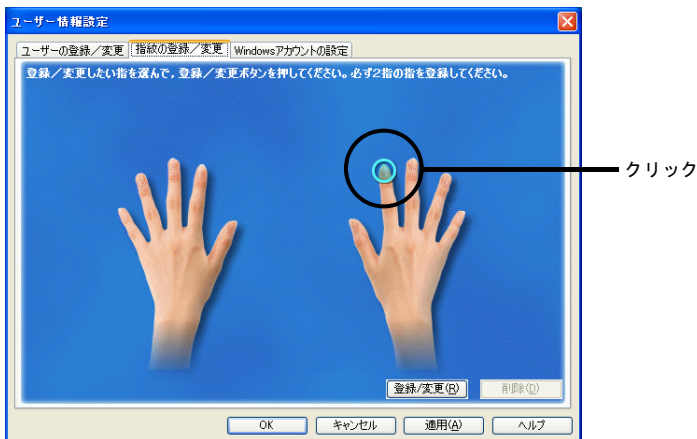 ユーザー情報設定
ユーザーの登録／変更 指紋の登録／変更 Windowsアカウントの設定
登録／変更したい指を選んで，登録／変更ボタンを押してください。必ず2指の指を登録してください。
クリック
登録/変更(R) 削除(D)
OK キャンセル 適用(A) ヘルプ